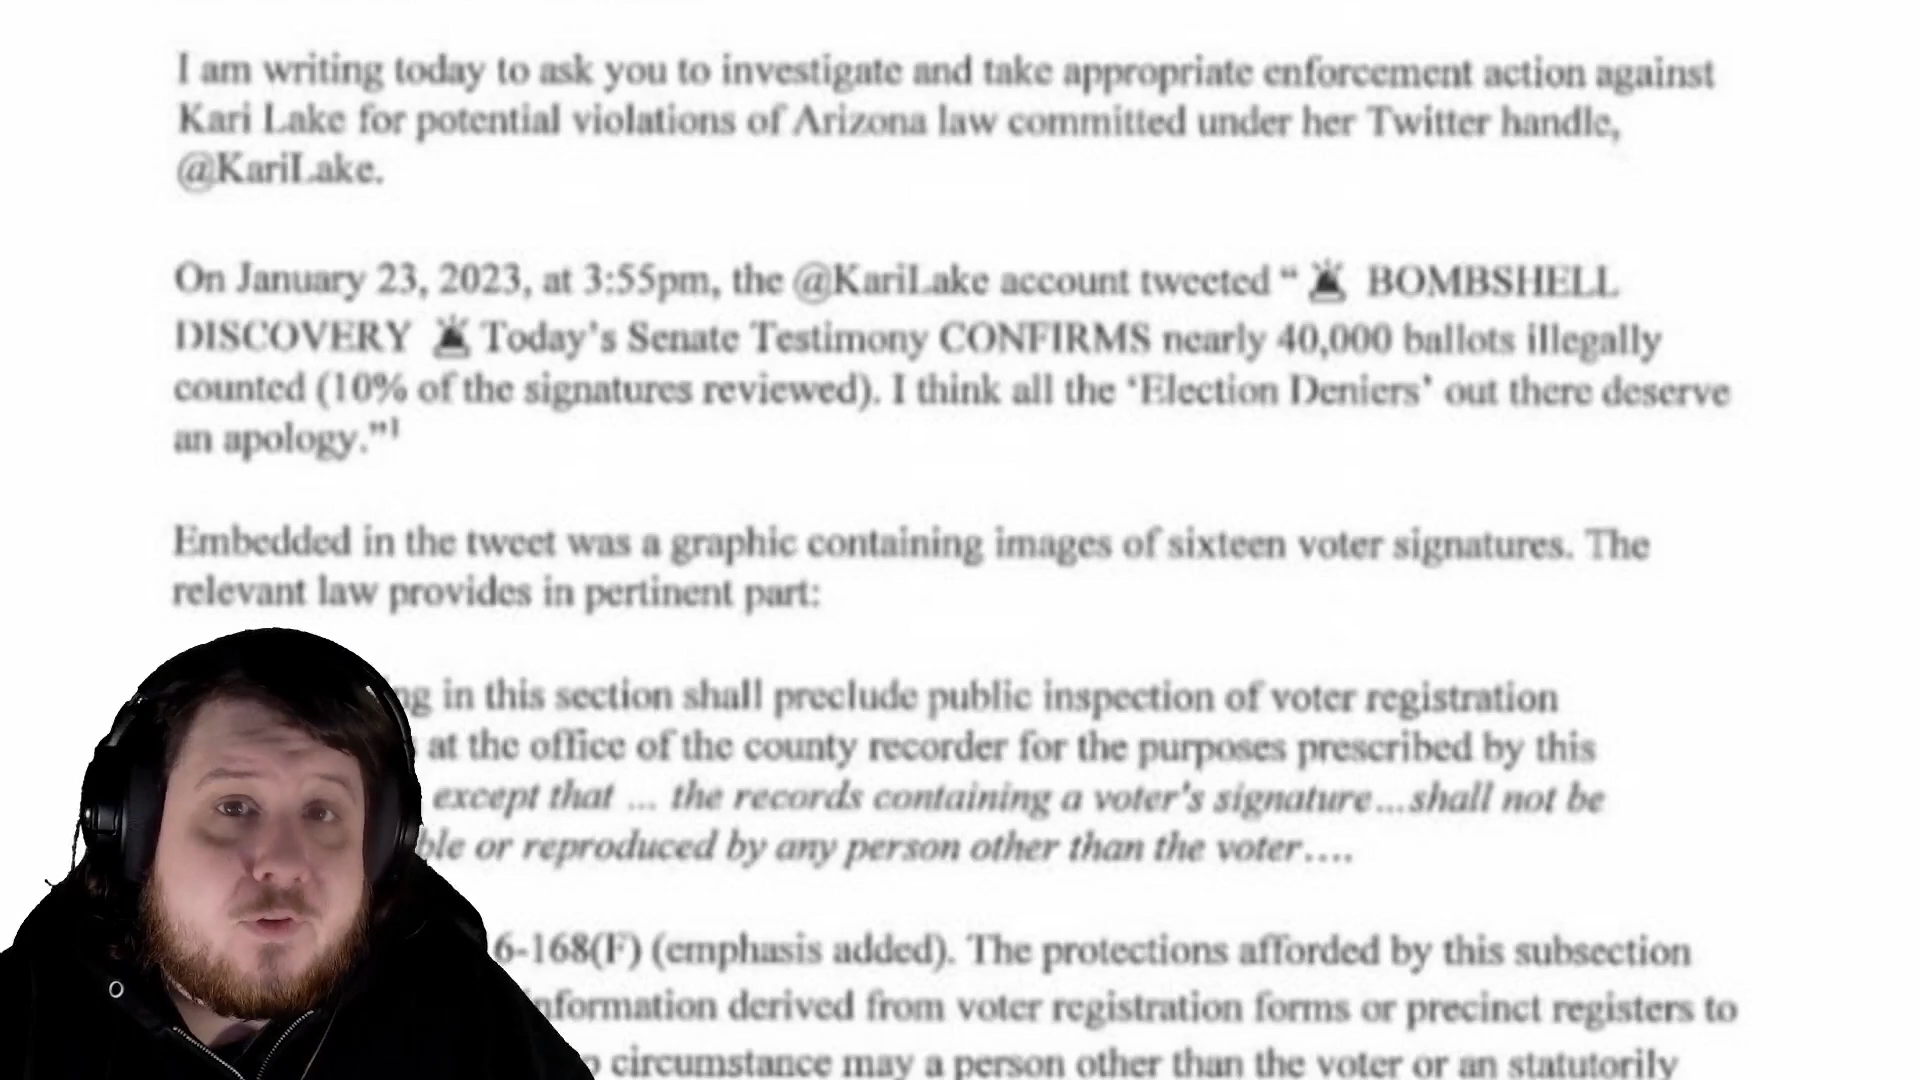 I am writing today to ask you to investigate and take appropriate enforcement action against
Kari Lake for potential violations of Arizona law committed under her Twitter handle,
@KariLake.
On January 23, 2023, at 3:55pm, the @KariLake account tweeted “🚨 BOMBSHELL
DISCOVERY 🚨 Today’s Senate Testimony CONFIRMS nearly 40,000 ballots illegally
counted (10% of the signatures reviewed). I think all the ‘Election Deniers’ out there deserve
an apology.”1
Embedded in the tweet was a graphic containing images of sixteen voter signatures. The
relevant law provides in pertinent part:
in this section shall preclude public inspection of voter registration
at the office of the county recorder for the purposes prescribed by this
except that ... the records containing a voter’s signature...shall not be
or reproduced by any person other than the voter....
6-168(F) (emphasis added). The protections afforded by this subsection
information derived from voter registration forms or precinct registers to
circumstance may a person other than the voter or an statutorily